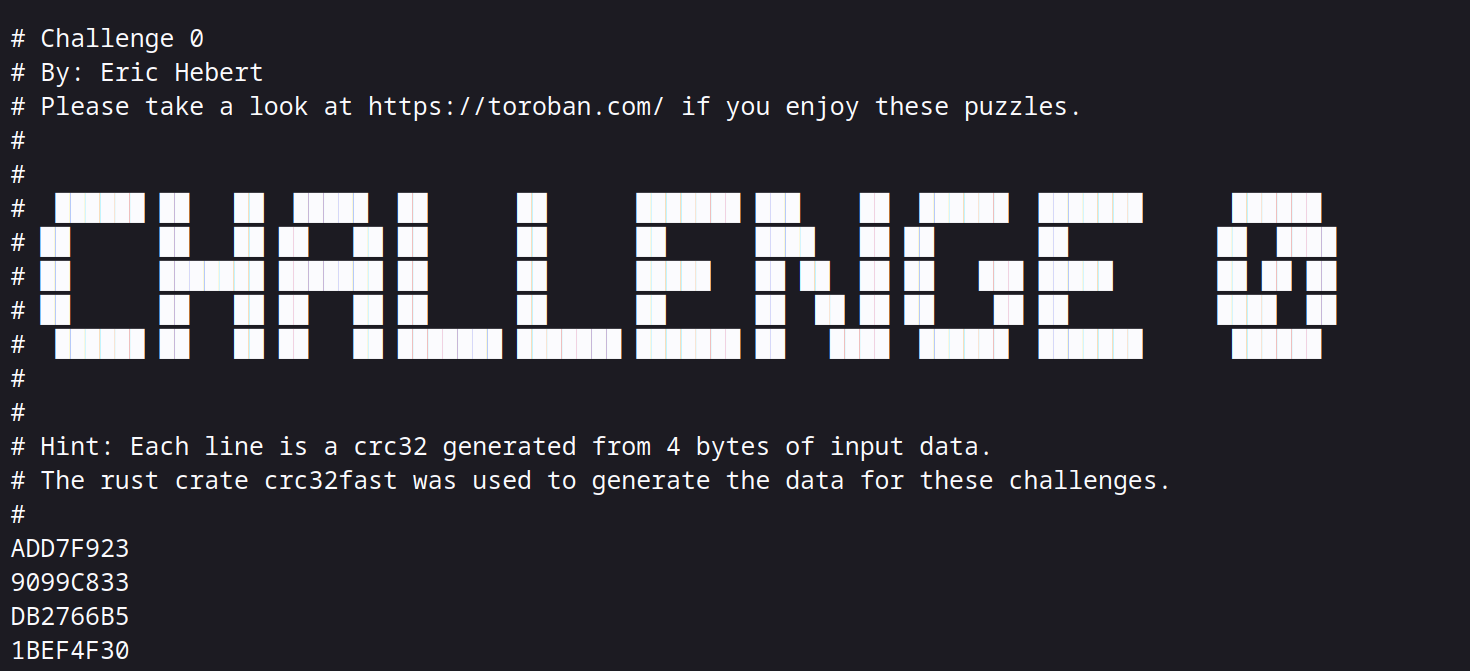 # Challenge 0
# By: Eric Hebert
# Please take a look at https://toroban.com/ if you enjoy these puzzles.
#
#
# CHALLENGE 0
#
#
#
#
#
#
# Hint: Each line is a crc32 generated from 4 bytes of input data.
# The rust crate crc32fast was used to generate the data for these challenges.
#
ADD7F923
9099C833
DB2766B5
1BEF4F30